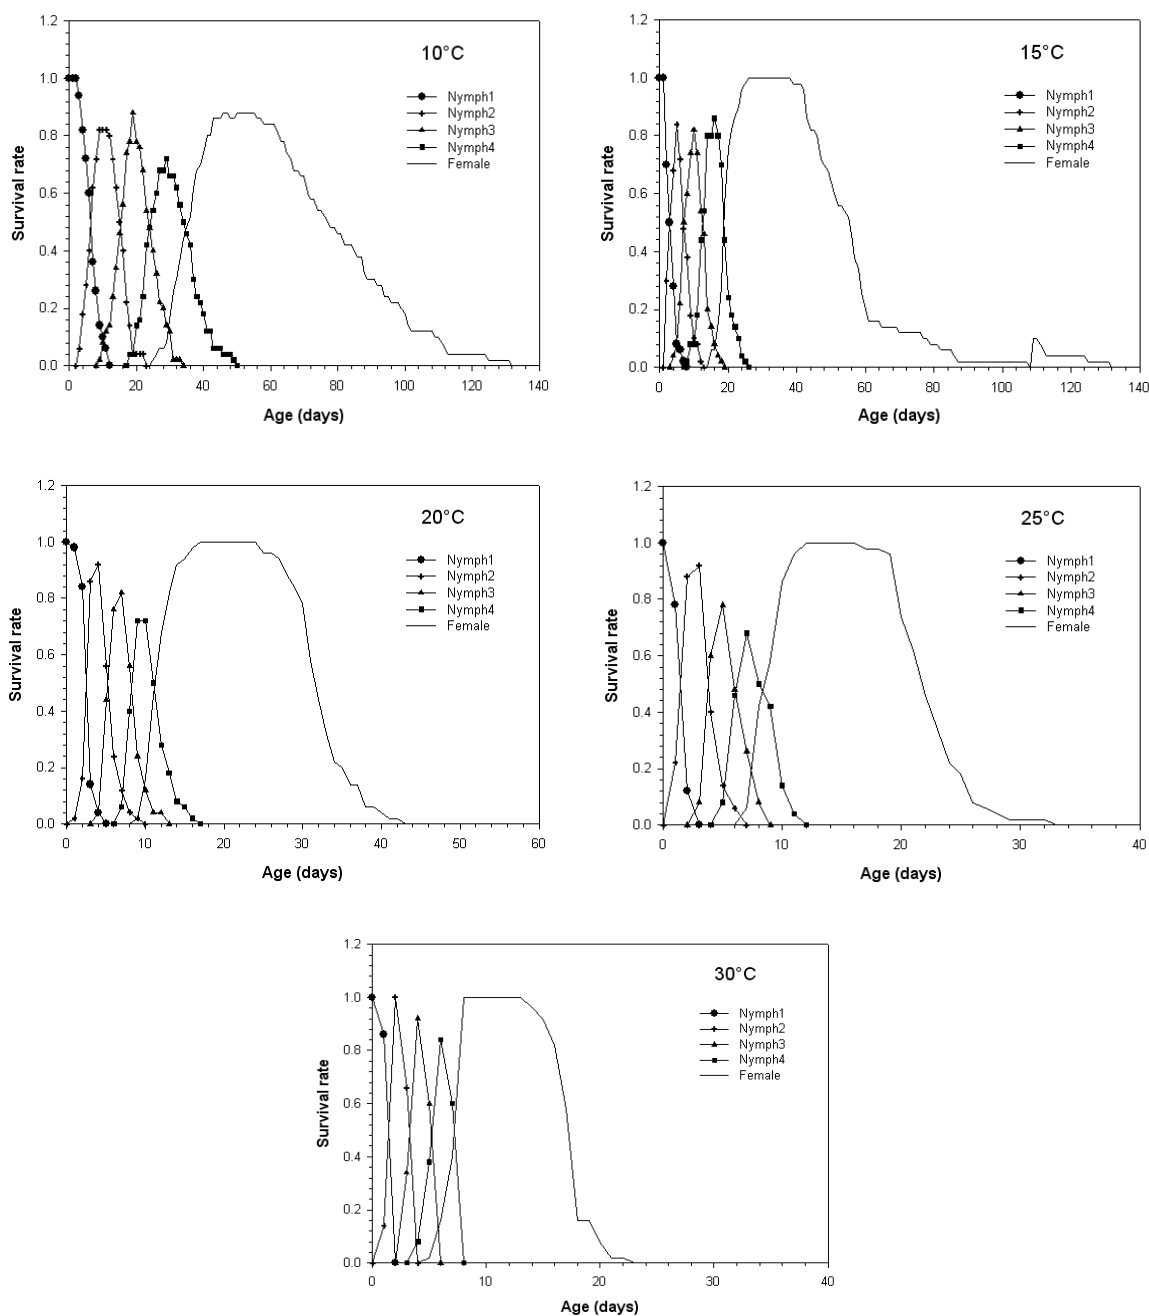 1.2
1.0
0.8
0.6
0.4
0.2
0.0
Survival rate
10°C
Nymph1
Nymph2
Nymph3
Nymph4
Female
0 20 40 60 80 100 120 140
Age (days)
1.2
1.0
0.8
0.6
0.4
0.2
0.0
Survival rate
15°C
Nymph1
Nymph2
Nymph3
Nymph4
Female
0 20 40 60 80 100 120 140
Age (days)
1.2
1.0
0.8
0.6
0.4
0.2
0.0
Survival rate
20°C
Nymph1
Nymph2
Nymph3
Nymph4
Female
0 10 20 30 40 50 60
Age (days)
1.2
1.0
0.8
0.6
0.4
0.2
0.0
Survival rate
25°C
Nymph1
Nymph2
Nymph3
Nymph4
Female
0 10 20 30 40
Age (days)
1.2
1.0
0.8
0.6
0.4
0.2
0.0
Survival rate
30°C
Nymph1
Nymph2
Nymph3
Nymph4
Female
0 10 20 30 40
Age (days)